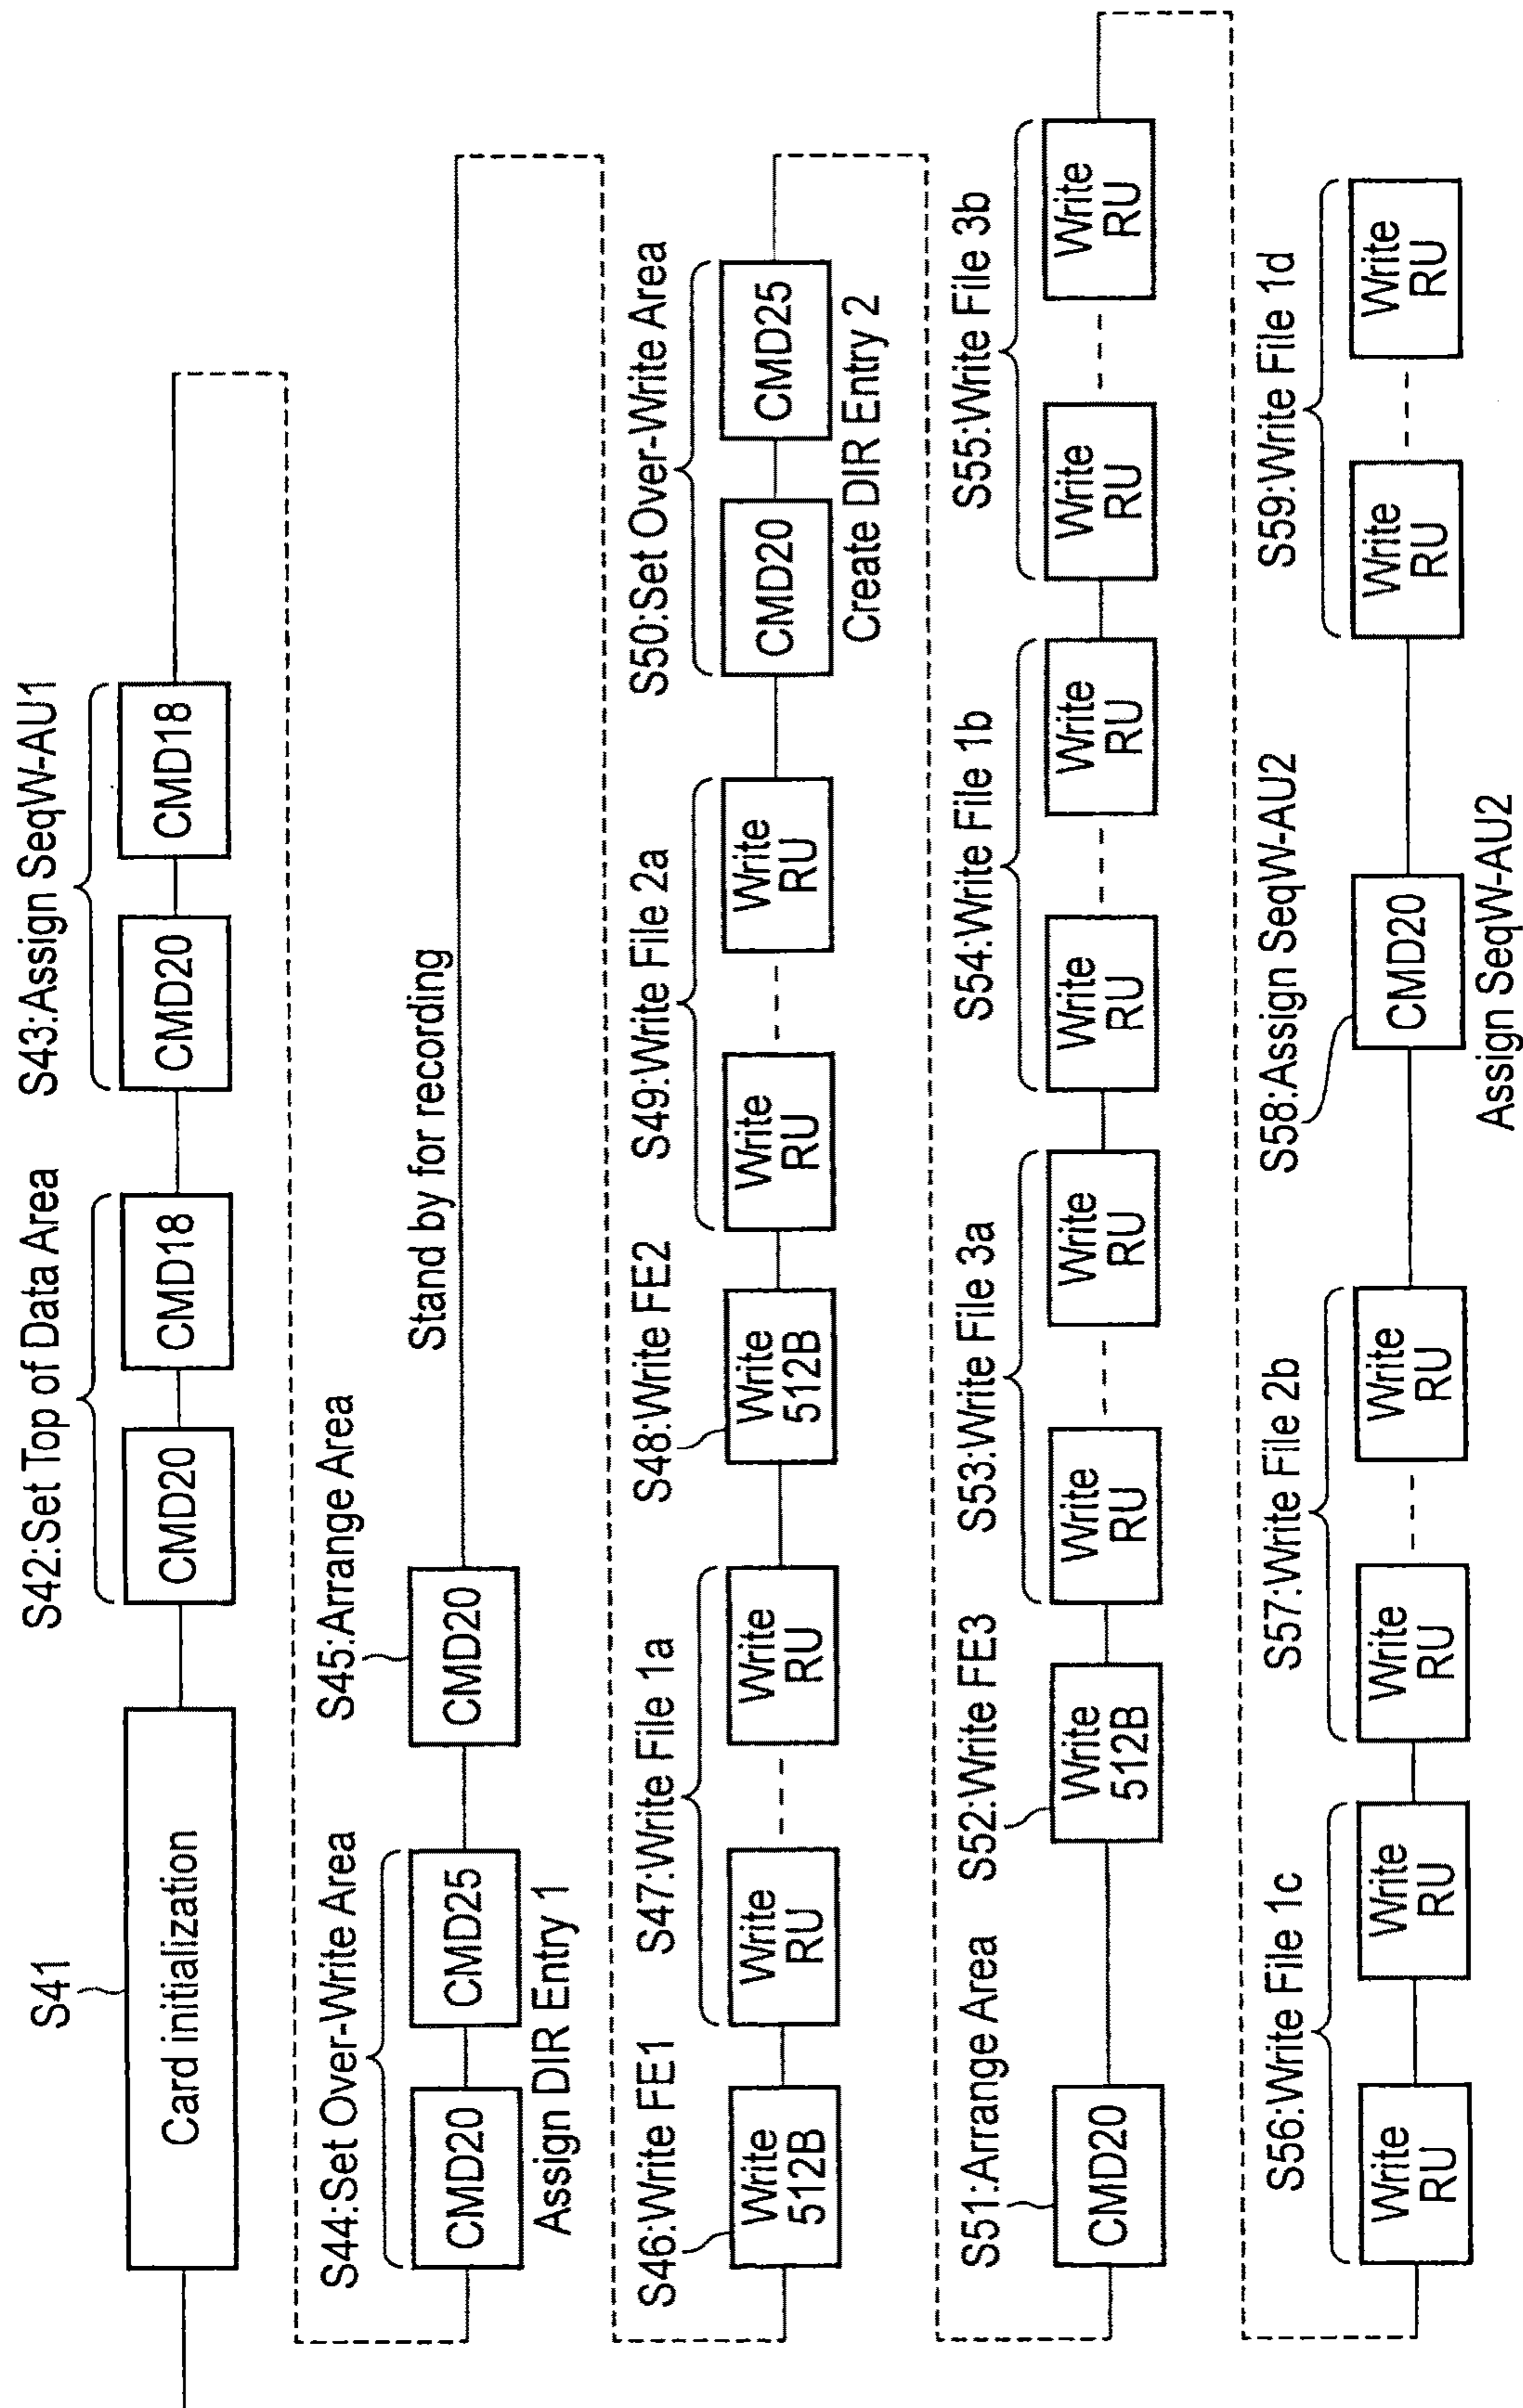 S41
Card initialization
S42:Set Top of Data Area
CMD20
CMD18
S43:Assign SeqW-AU1
CMD20
CMD18
S44:Set Over-Write Area
CMD20
CMD25
Assign DIR Entry 1
S45:Arrange Area
CMD20
Stand by for recording
S46:Write FE1
Write
512B
S47:Write File 1a
Write
RU
Write
RU
S48:Write FE2
Write
512B
S49:Write File 2a
Write
RU
Write
RU
S50:Set Over-Write Area
CMD20
CMD25
Create DIR Entry 2
S51:Arrange Area
CMD20
S52:Write FE3
Write
512B
S53:Write File 3a
Write
RU
Write
RU
S54:Write File 1b
Write
RU
Write
RU
S55:Write File 3b
Write
RU
Write
RU
S56:Write File 1c
Write
RU
Write
RU
S57:Write File 2b
Write
RU
Write
RU
S58:Assign SeqW-AU2
CMD20
Assign SeqW-AU2
S59:Write File 1d
Write
RU
Write
RU